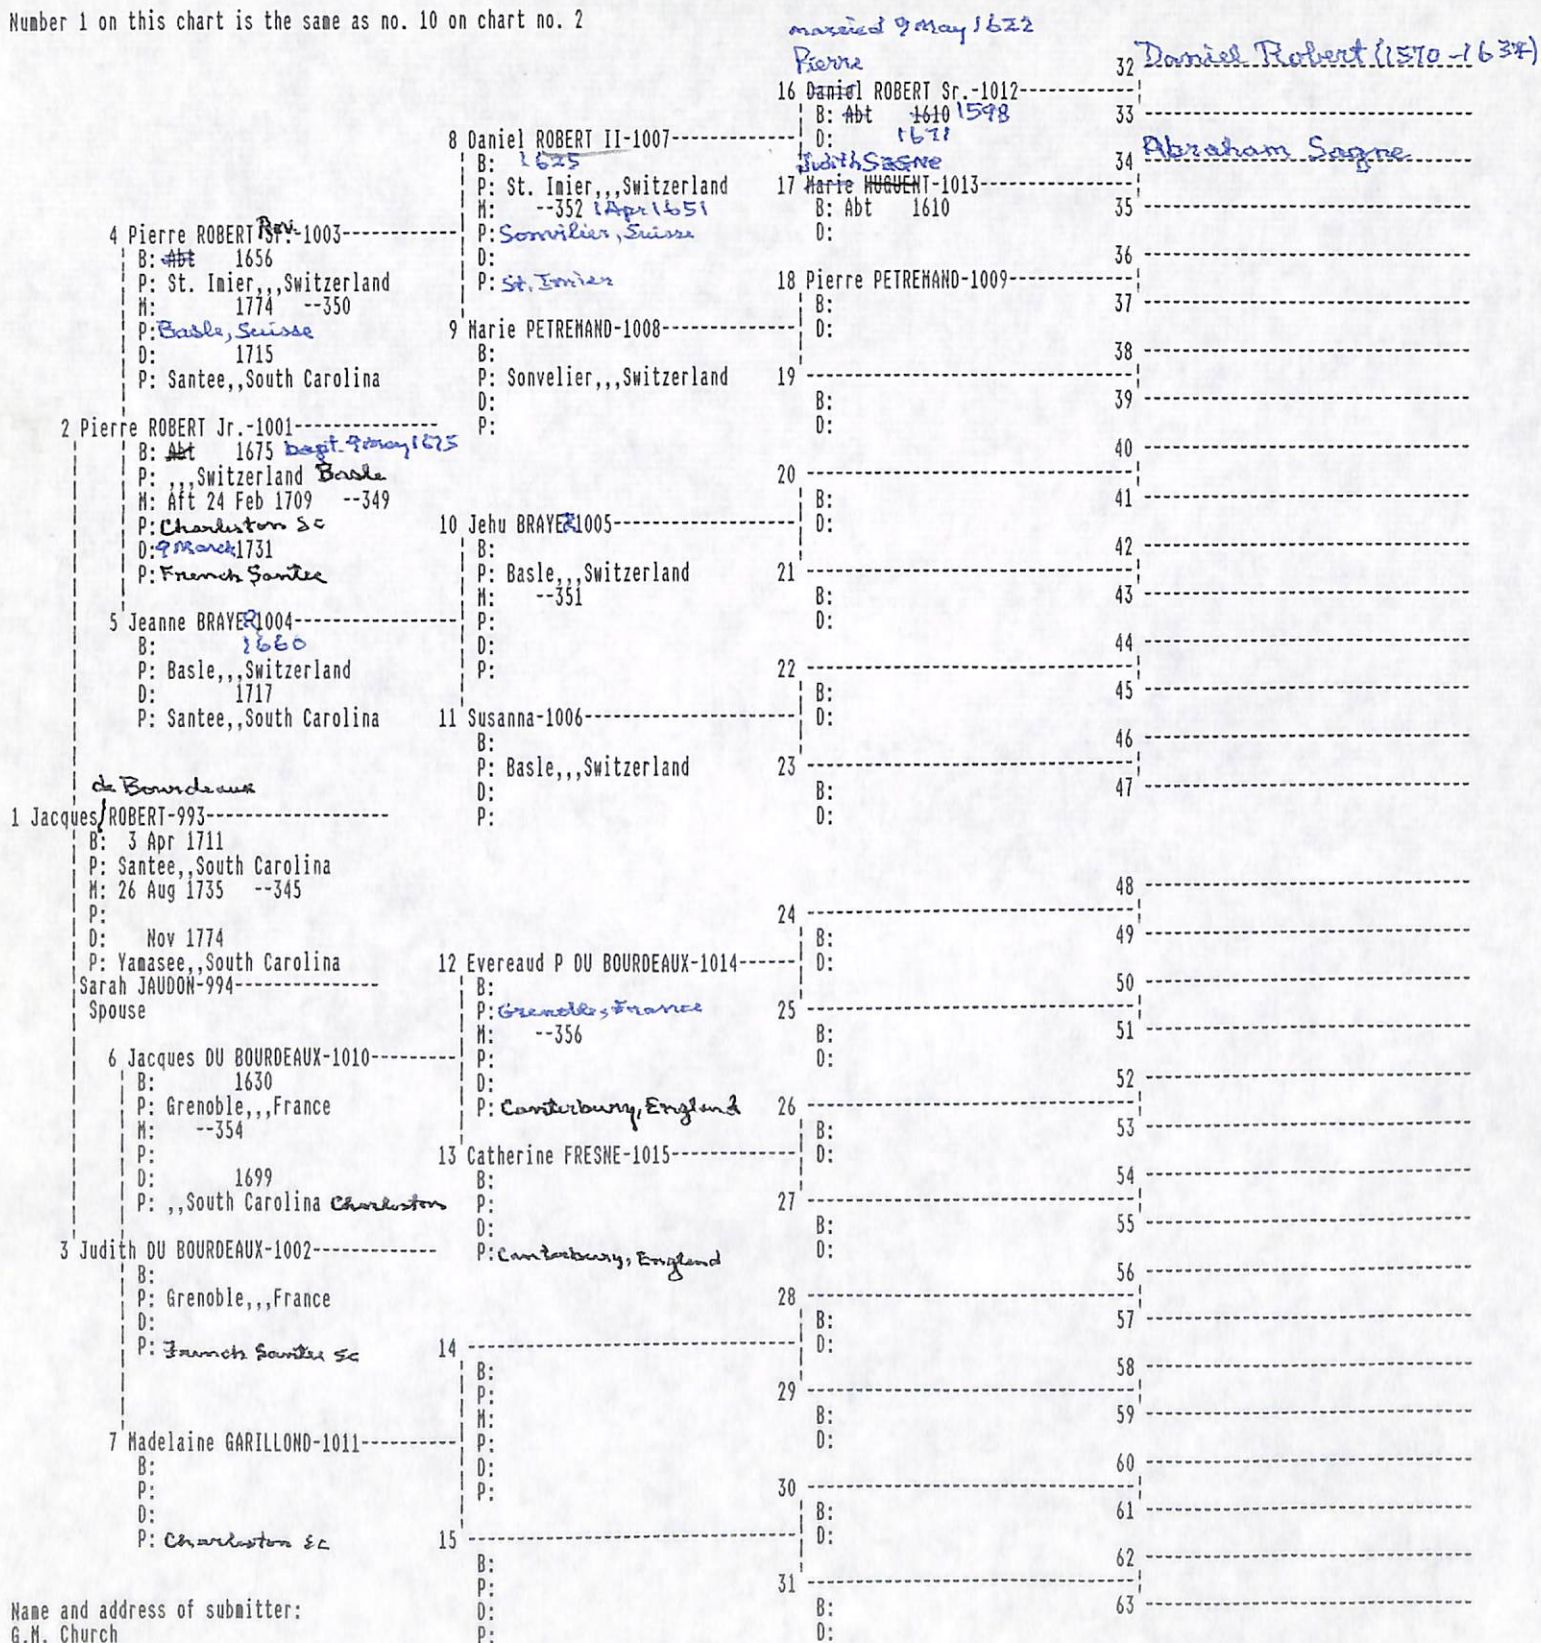 Number 1 on this chart is the same as no. 10 on chart no. 2
married 9 May 1622
Pierre
32 Daniel Robert (1570-1634)
16 Daniel ROBERT Sr.-1012
B: Abt 1610 1598
33
8 Daniel ROBERT II-1007
D: 1671
B: 1625
Judith SAGNE
34 Abraham Sagne
P: St. Imier,,,Switzerland
17 Marie HUGUENT-1013
M: --352 1 Apr 1651
B: Abt 1610
35
4 Pierre ROBERT Sr.-1003
Rev.
P: Sonvilier, Suisse
D:
B: Abt 1656
D:
36
P: St. Imier,,,Switzerland
P: St. Imier
18 Pierre PETREMAND-1009
M: 1774 --350
B:
37
P: Basle, Suisse
9 Marie PETREMAND-1008
D:
D: 1715
B:
38
P: Santee,,South Carolina
P: Sonvelier,,,Switzerland
19
D:
B:
39
2 Pierre ROBERT Jr.-1001
P:
D:
B: Abt 1675 bapt. 9 May 1675
40
P: ,,,Switzerland Basle
20
M: Aft 24 Feb 1709 --349
B:
41
P: Charleston SC
10 Jehu BRAYER 1005
D:
D: 9 March 1731
B:
42
P: French Santee
P: Basle,,,Switzerland
21
M: --351
B:
43
5 Jeanne BRAYER 1004
P:
D:
B: 1660
D:
44
P: Basle,,,Switzerland
P:
22
D: 1717
B:
45
P: Santee,,South Carolina
11 Susanna-1006
D:
B:
46
P: Basle,,,Switzerland
23
de Bourdeaux
D:
B:
47
1 Jacques/ROBERT-993
P:
D:
B: 3 Apr 1711
P: Santee,,South Carolina
M: 26 Aug 1735 --345
48
P:
24
D: Nov 1774
B:
49
P: Yamasee,,South Carolina
12 Evereaud P DU BOURDEAUX-1014
D:
Sarah JAUDON-994
B:
50
Spouse
P: Grenoble, France
25
M: --356
B:
51
6 Jacques DU BOURDEAUX-1010
P:
D:
B: 1630
D:
52
P: Grenoble,,,France
P: Canterbury, England
26
M: --354
B:
53
P:
13 Catherine FRESNE-1015
D:
D: 1699
B:
54
P: ,,South Carolina Charleston
P:
27
D:
B:
55
3 Judith DU BOURDEAUX-1002
P: Canterbury, England
D:
B:
56
P: Grenoble,,,France
28
D:
B:
57
P: French Santee SC
14
D:
B:
58
P:
29
M:
B:
59
7 Madelaine GARILLOND-1011
P:
D:
B:
D:
60
P:
P:
30
D:
B:
61
P: Charleston SC
15
D:
B:
62
P:
31
Name and address of submitter:
D:
B:
63
G.M. Church
P:
D: